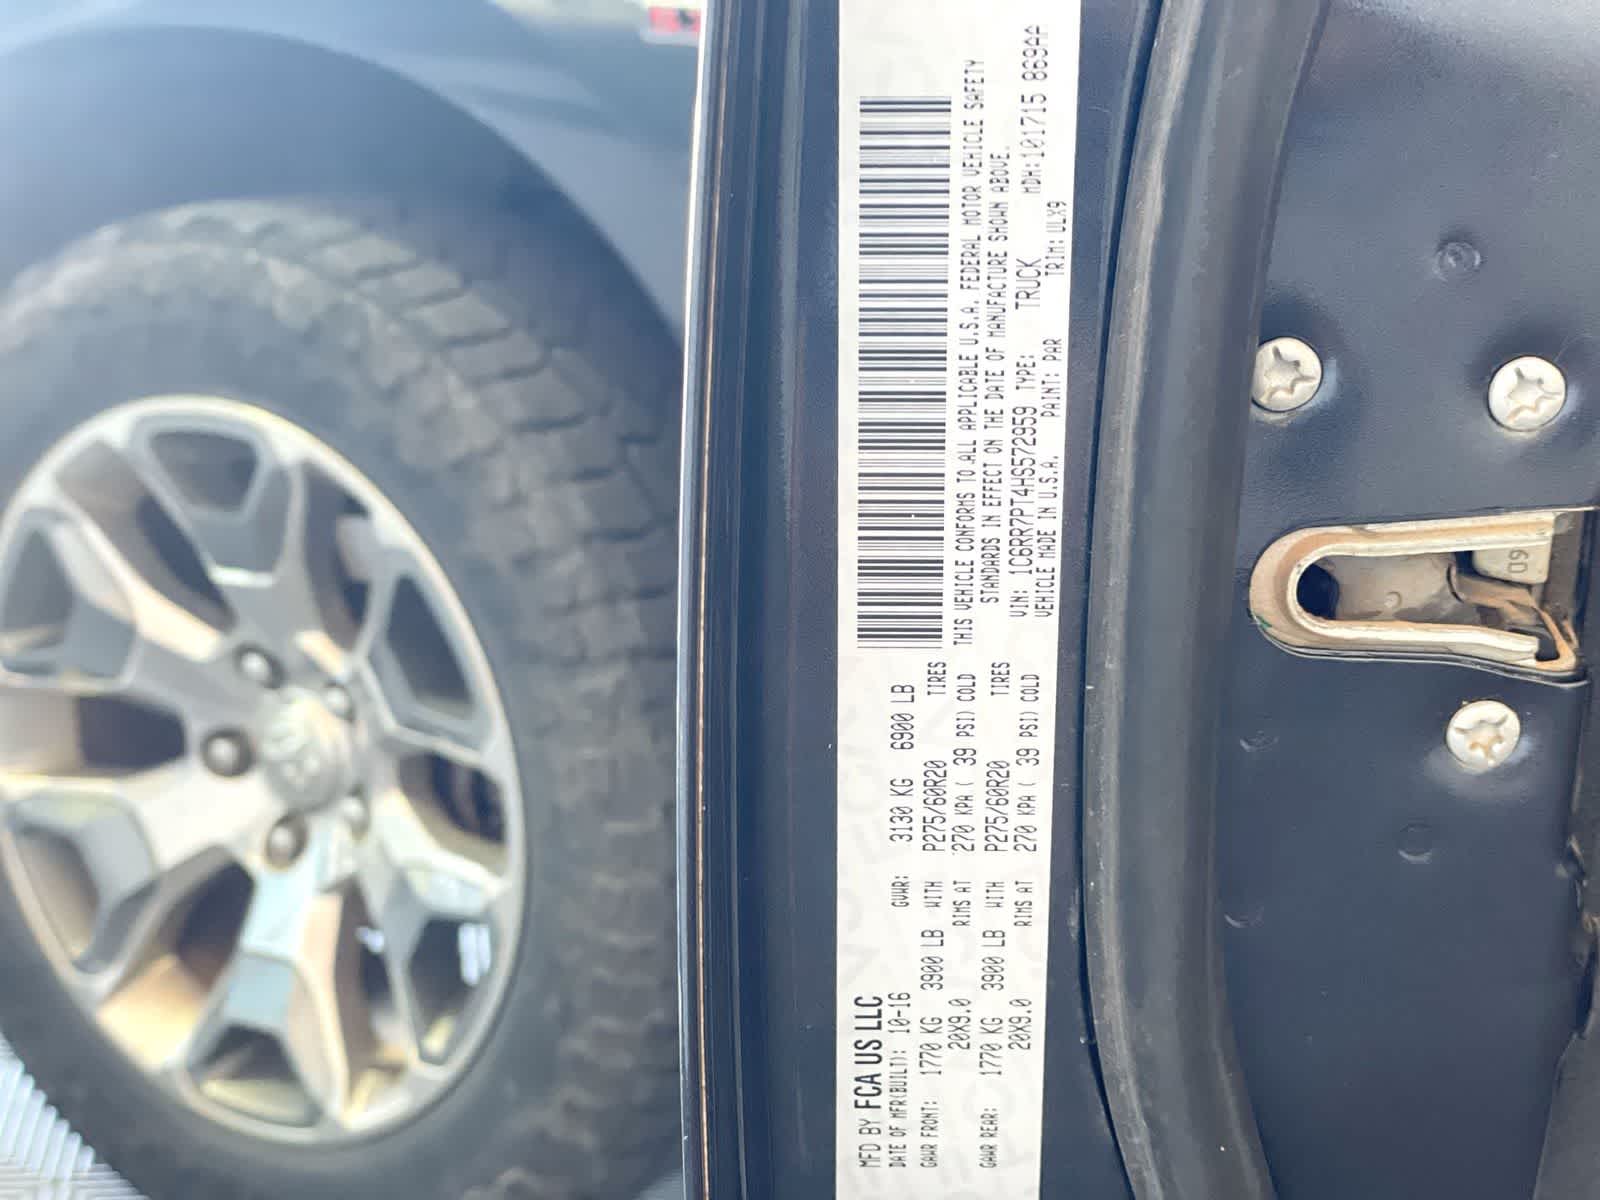 MFD BY FCA US LLC
DATE OF MFR(BUILT): 10-16 GVWR: 3130 KG 6900 LB
GAWR FRONT: 1770 KG 3900 LB WITH P275/60R20 TIRES
20X9.0 RIMS AT 270 KPA( 39 PSI) COLD
GAWR REAR: 1770 KG 3900 LB WITH P275/60R20 TIRES
20X9.0 RIMS AT 270 KPA( 39 PSI) COLD
THIS VEHICLE CONFORMS TO ALL APPLICABLE U.S.A. FEDERAL MOTOR VEHICLE SAFETY
STANDARDS IN EFFECT ON THE DATE OF MANUFACTURE SHOWN ABOVE.
VIN: 1C6RR7PT4HS572959 TYPE: TRUCK MDH:101715 869AA
VEHICLE MADE IN U.S.A. PAINT: PAR TRIM: ULX9
09